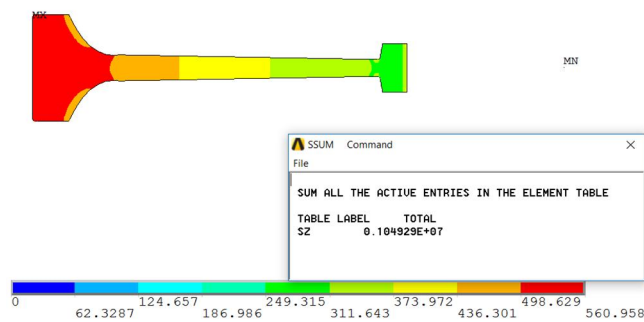 MX
MN
SSUM Command
File
SUM ALL THE ACTIVE ENTRIES IN THE ELEMENT TABLE
TABLE LABEL TOTAL
SZ 0.104929E+07
0 124.657 249.315 373.972 498.629
62.3287 186.986 311.643 436.301 560.958